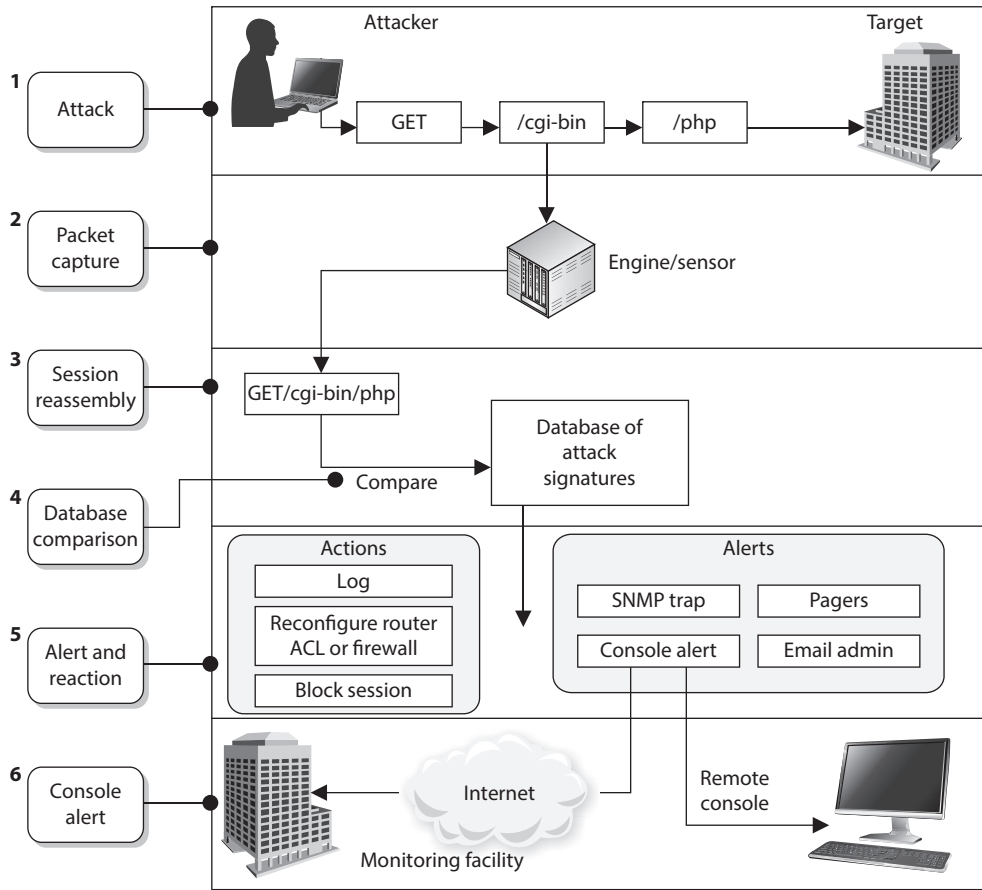 Attacker
Target
1
Attack
GET
/cgi-bin
/php
2
Packet
capture
Engine/sensor
3
Session
reassembly
GET/cgi-bin/php
Database of
attack
signatures
Compare
4
Database
comparison
Actions
Log
Reconfigure router
ACL or firewall
Block session
Alerts
SNMP trap
Pagers
Console alert
Email admin
5
Alert and
reaction
6
Console
alert
Internet
Remote
console
Monitoring facility